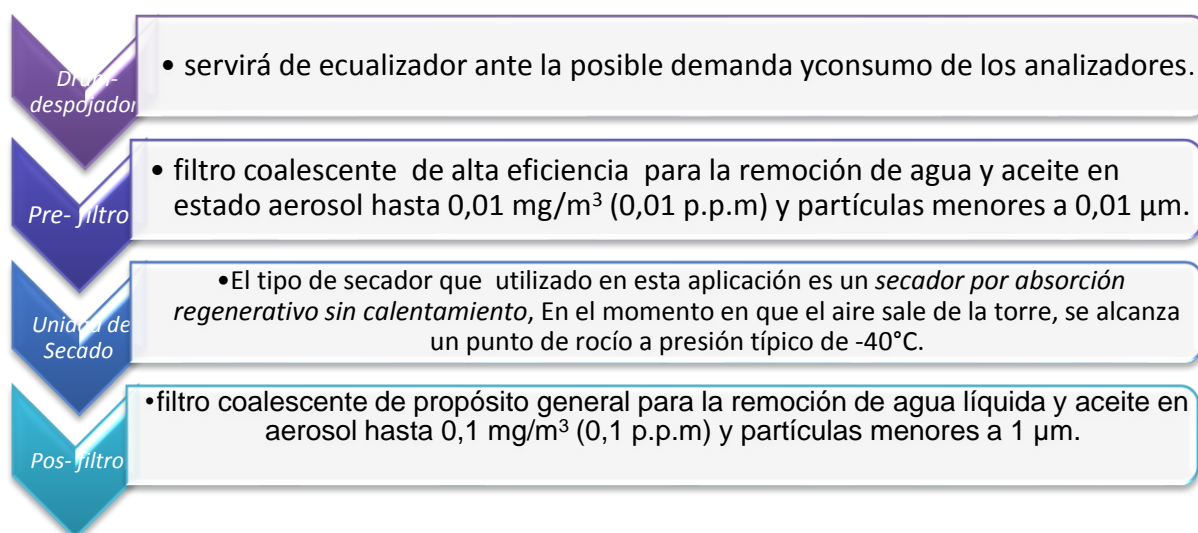 Drum-
despojador
• servirá de ecualizador ante la posible demanda yconsumo de los analizadores.
Pre- filtro
• filtro coalescente de alta eficiencia para la remoción de agua y aceite en
estado aerosol hasta 0,01 mg/m³ (0,01 p.p.m) y partículas menores a 0,01 µm.
Unidad de
Secado
•El tipo de secador que utilizado en esta aplicación es un secador por absorción
regenerativo sin calentamiento, En el momento en que el aire sale de la torre, se alcanza
un punto de rocío a presión típico de -40°C.
Pos- filtro
•filtro coalescente de propósito general para la remoción de agua líquida y aceite en
aerosol hasta 0,1 mg/m³ (0,1 p.p.m) y partículas menores a 1 µm.